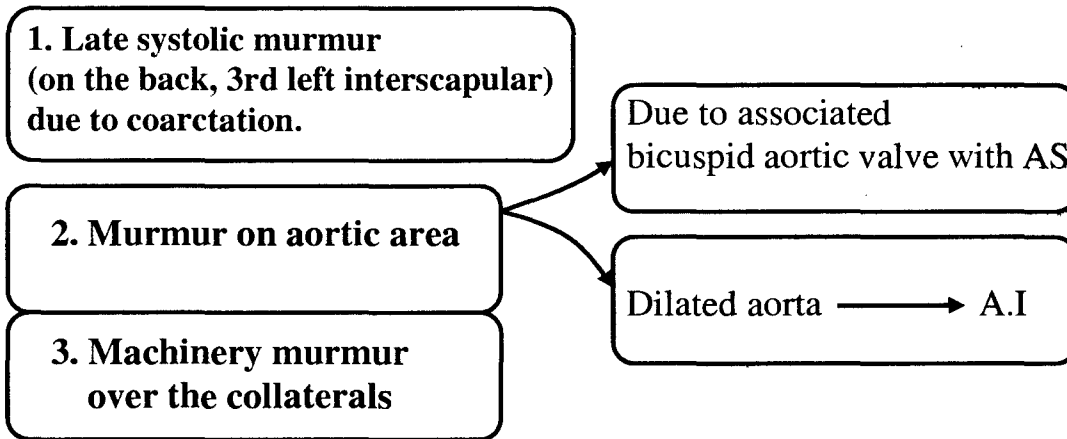 1. Late systolic murmur
(on the back, 3rd left interscapular)
due to coarctation.
2. Murmur on aortic area
3. Machinery murmur
over the collaterals
Due to associated
bicuspid aortic valve with AS
Dilated aorta → A.I